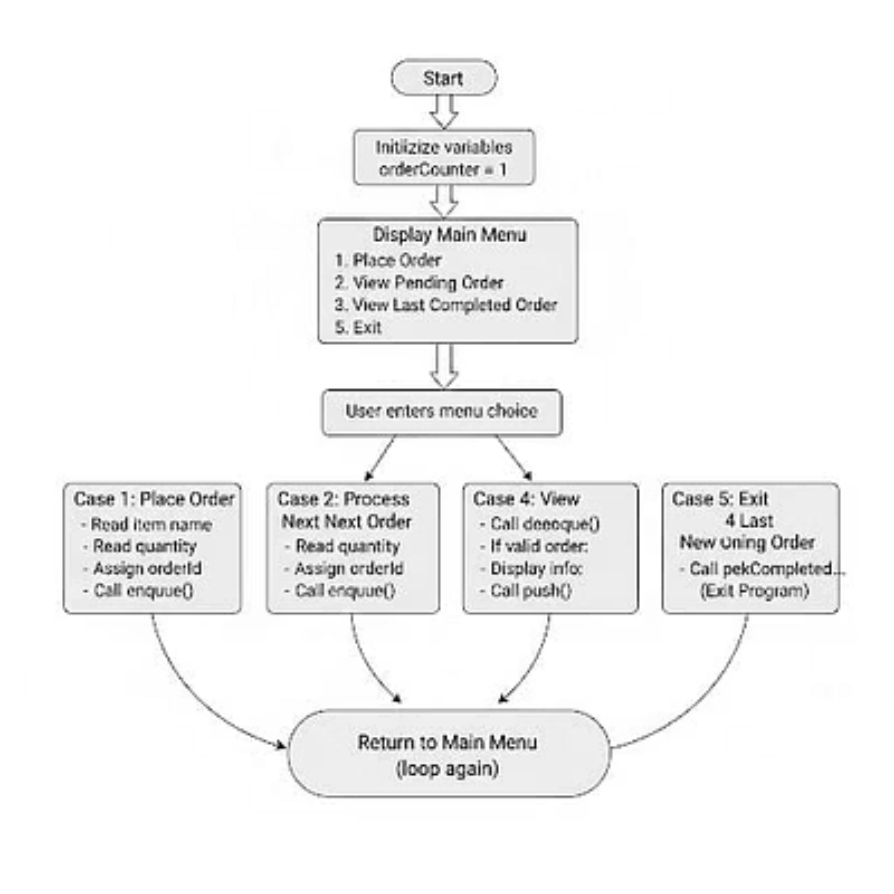 Start
Initiizize variables
orderCounter = 1
Display Main Menu
1. Place Order
2. View Pending Order
3. View Last Completed Order
5. Exit
User enters menu choice
Case 1: Place Order
- Read item name
- Read quantity
- Assign orderId
- Call enquue()
Case 2: Process
Next Next Order
- Read quantity
- Assign orderId
- Call enquue()
Case 4: View
- Call deeoque()
- If valid order:
- Display info:
- Call push()
Case 5: Exit
4 Last
New Uning Order
- Call pekCompleted...
(Exit Program)
Return to Main Menu
(loop again)